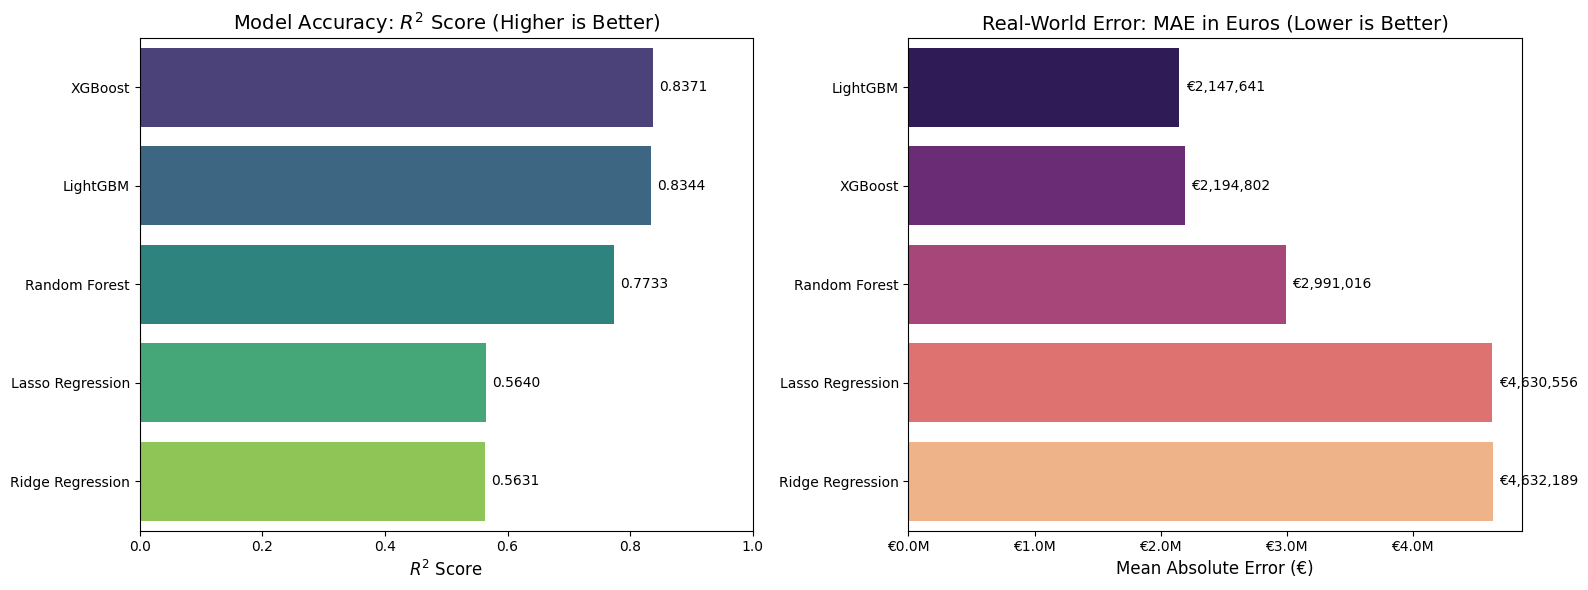 Model Accuracy: R² Score (Higher is Better)
XGBoost
0.8371
LightGBM
0.8344
Random Forest
0.7733
Lasso Regression
0.5640
Ridge Regression
0.5631
0.0 0.2 0.4 0.6 0.8 1.0
R² Score
Real-World Error: MAE in Euros (Lower is Better)
LightGBM
€2,147,641
XGBoost
€2,194,802
Random Forest
€2,991,016
Lasso Regression
€4,630,556
Ridge Regression
€4,632,189
€0.0M €1.0M €2.0M €3.0M €4.0M
Mean Absolute Error (€)